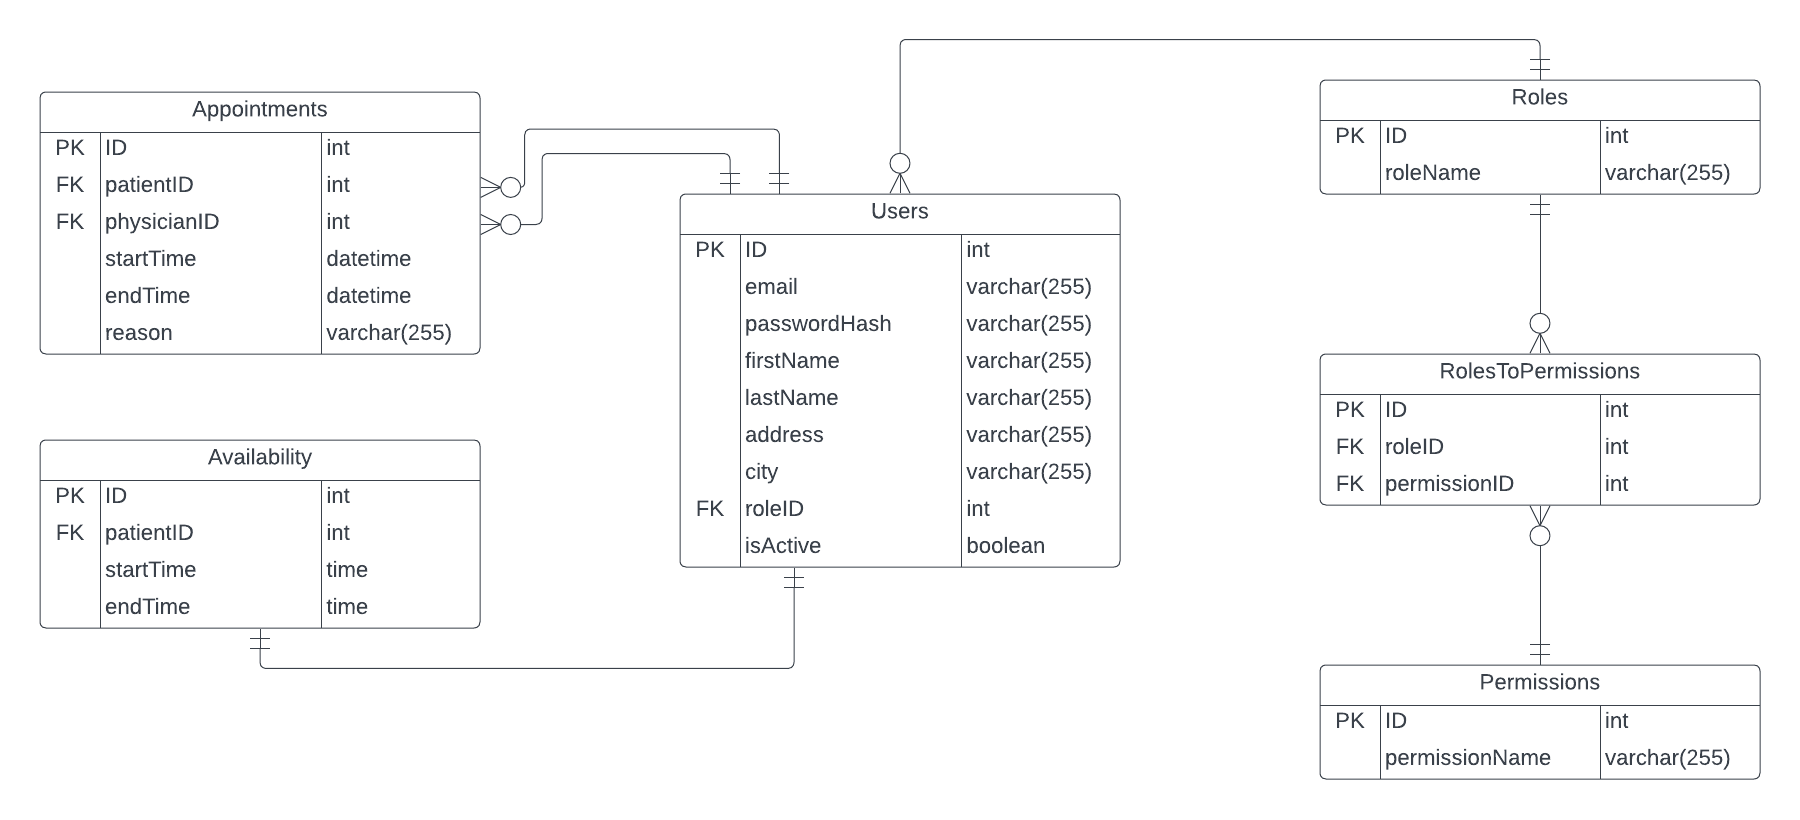 Appointments
PK ID int
FK patientID int
FK physicianID int
startTime datetime
endTime datetime
reason varchar(255)
Availability
PK ID int
FK patientID int
startTime time
endTime time
Users
PK ID int
email varchar(255)
passwordHash varchar(255)
firstName varchar(255)
lastName varchar(255)
address varchar(255)
city varchar(255)
FK roleID int
isActive boolean
Roles
PK ID int
roleName varchar(255)
RolesToPermissions
PK ID int
FK roleID int
FK permissionID int
Permissions
PK ID int
permissionName varchar(255)